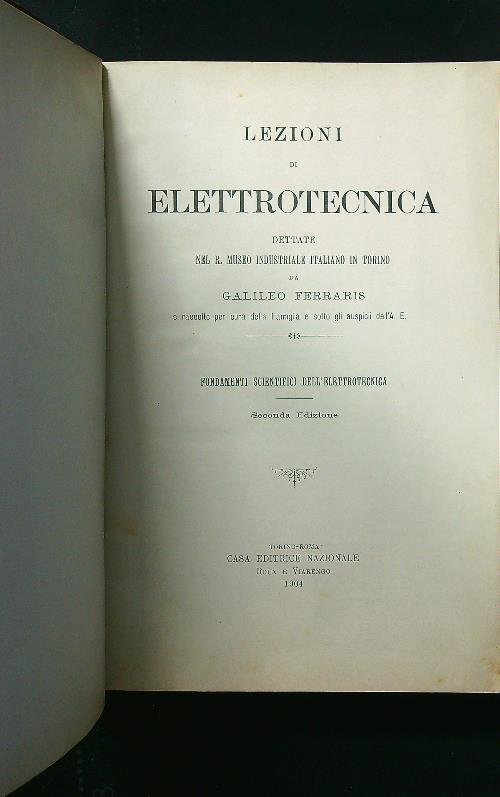 LEZIONI
DI
ELETTROTECNICA
DETTATE
NEL R. MUSEO INDUSTRIALE ITALIANO IN TORINO
DA
GALILEO FERRARIS
e raccolte per cura della Famiglia e sotto gli auspici dell'A. E.
FONDAMENTI SCIENTIFICI DELL'ELETTROTECNICA
Seconda Edizione
TORINO-ROMA
CASA EDITRICE NAZIONALE
ROUX E VIARENGO
1904